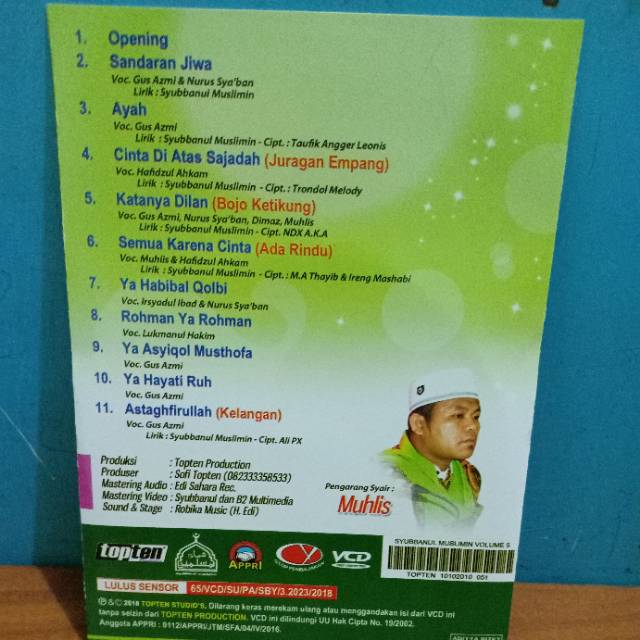 1. Opening
2. Sandaran Jiwa
Voc. Gus Azmi & Nurus Sya'ban
Lirik : Syubbanul Muslimin
3. Ayah
Voc. Gus Azmi
Lirik : Syubbanul Muslimin - Cipt. : Taufik Angger Leonis
4. Cinta Di Atas Sajadah (Juragan Empang)
Voc. Hafidzul Ahkam
Lirik : Syubbanul Muslimin - Cipt. : Trondol Melody
5. Katanya Dilan (Bojo Ketikung)
Voc. Gus Azmi, Nurus Sya'ban, Dimaz, Muhlis
Lirik : Syubbanul Muslimin - Cipt. NDX A.K.A
6. Semua Karena Cinta (Ada Rindu)
Voc. Muhlis & Hafidzul Ahkam
Lirik : Syubbanul Muslimin - Cipt. : M.A Thayib & Ireng Mashabi
7. Ya Habibal Qolbi
Voc. Irsyadul Ibad & Nurus Sya'ban
8. Rohman Ya Rohman
Voc. Lukmanul Hakim
9. Ya Asyiqol Musthofa
Voc. Gus Azmi
10. Ya Hayati Ruh
Voc. Gus Azmi
11. Astaghfirullah (Kelangan)
Voc. Gus Azmi
Lirik : Syubbanul Muslimin - Cipt. Ali PX
Produksi : Topten Production
Produser : Sofi Topten (082333358533)
Mastering Audio : Edi Sahara Rec.
Mastering Video : Syubbanul dan B2 Multimedia
Sound & Stage : Robika Music (H. Edi)
Pengarang Syair :
Muhlis
topten
APPRI
VCD
SYUBBANUL MUSLIMIN VOLUME 5
TOPTEN 10102010 051
LULUS SENSOR 65/VCD/SU/PA/SBY/3.2023/2018
℗ & © 2018 TOPTEN STUDIO'S. Dilarang keras merekam ulang atau menggandakan isi dari VCD ini
tanpa seizin dari TOPTEN PRODUCTION. VCD ini dilindungi UU Hak Cipta No. 19/2002.
Anggota APPRI : 0112/APPRI/JTM/SFA/04/IV/2016.